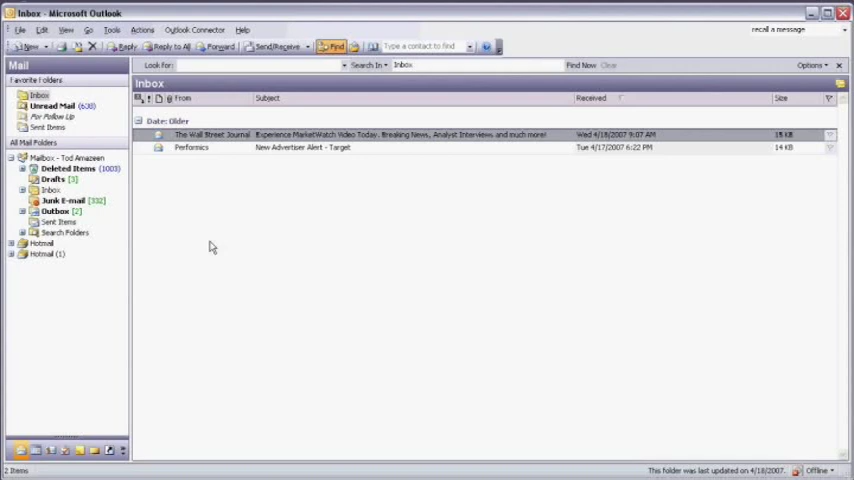 Inbox - Microsoft Outlook
File Edit View Go Tools Actions Outlook Connector Help
recall a message
New Reply Reply to All Forward Send/Receive Find Type a contact to find
Mail
Look for: Search In Inbox Find Now Clear Options
Favorite Folders
Inbox
Inbox
Unread Mail (638)
For Follow Up
Sent Items
All Mail Folders
Mailbox - Tod Amazeen
Deleted Items (1003)
Drafts [3]
Inbox
Junk E-mail [332]
Outbox [2]
Sent Items
Search Folders
Hotmail
Hotmail (1)
From Subject Received Size
Date: Older
The Wall Street Journal Experience MarketWatch Video Today. Breaking News, Analyst Interviews and much more! Wed 4/18/2007 9:07 AM 15 KB
Performics New Advertiser Alert - Target Tue 4/17/2007 6:22 PM 14 KB
2 Items
This folder was last updated on 4/18/2007. Offline